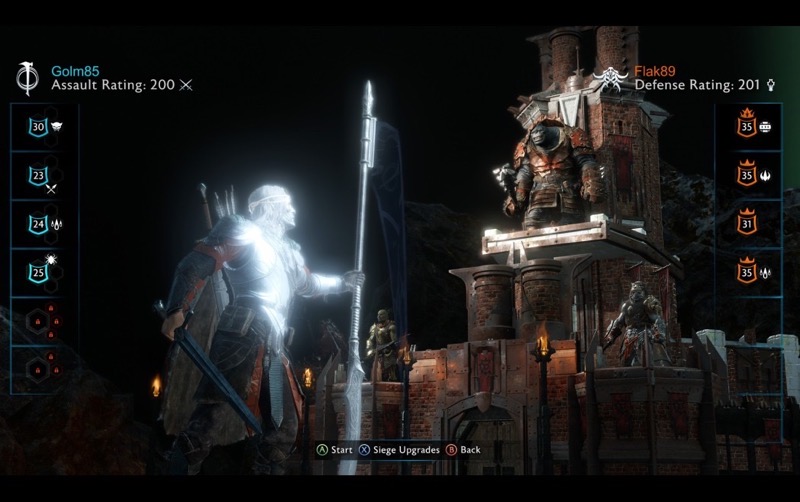 Golm85
Assault Rating: 200
Flak89
Defense Rating: 201
30
23
24
25
35
35
31
35
A Start X Siege Upgrades B Back